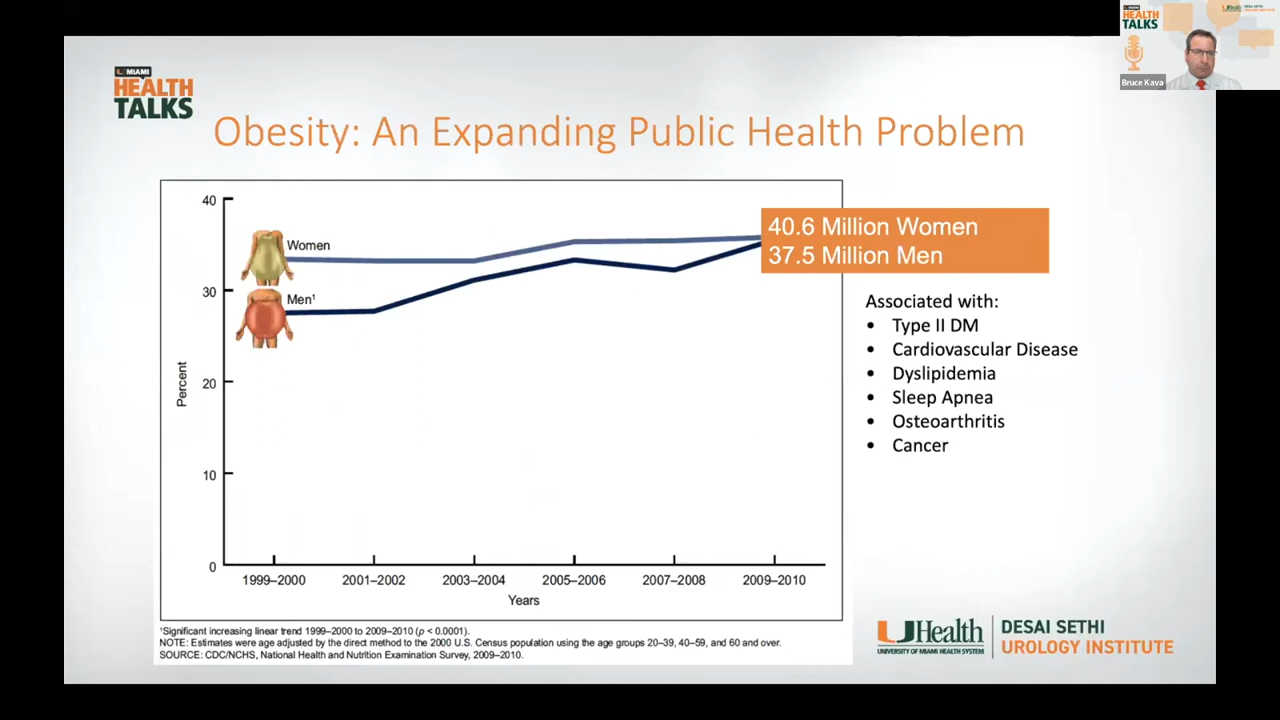 MIAMI
HEALTH
TALKS
Obesity: An Expanding Public Health Problem
40
30
20
10
0
Percent
Women
Men¹
1999–2000
2001–2002
2003–2004
2005–2006
2007–2008
2009–2010
Years
40.6 Million Women
37.5 Million Men
Associated with:
• Type II DM
• Cardiovascular Disease
• Dyslipidemia
• Sleep Apnea
• Osteoarthritis
• Cancer
¹Significant increasing linear trend 1999–2000 to 2009–2010 (p < 0.0001).
NOTE: Estimates were age adjusted by the direct method to the 2000 U.S. Census population using the age groups 20–39, 40–59, and 60 and over.
SOURCE: CDC/NCHS, National Health and Nutrition Examination Survey, 2009–2010.
UHealth
UNIVERSITY OF MIAMI HEALTH SYSTEM
DESAI SETHI
UROLOGY INSTITUTE
HEALTH
TALKS
Bruce Kava